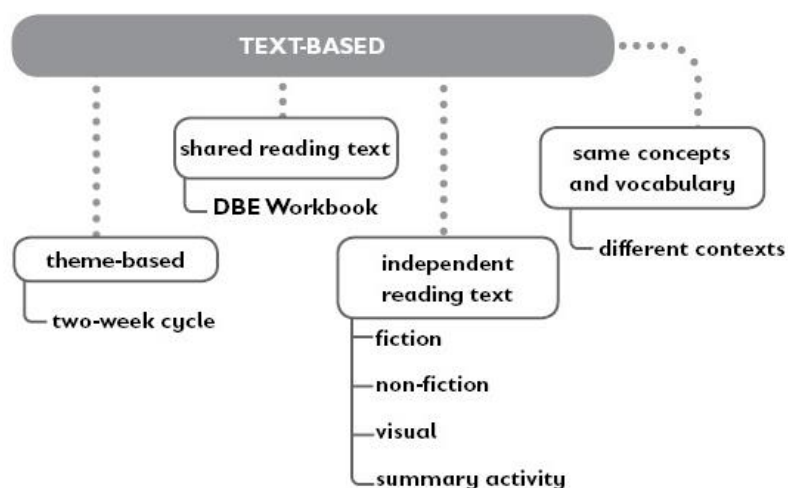 TEXT-BASED
shared reading text
DBE Workbook
same concepts
and vocabulary
different contexts
theme-based
two-week cycle
independent
reading text
fiction
non-fiction
visual
summary activity